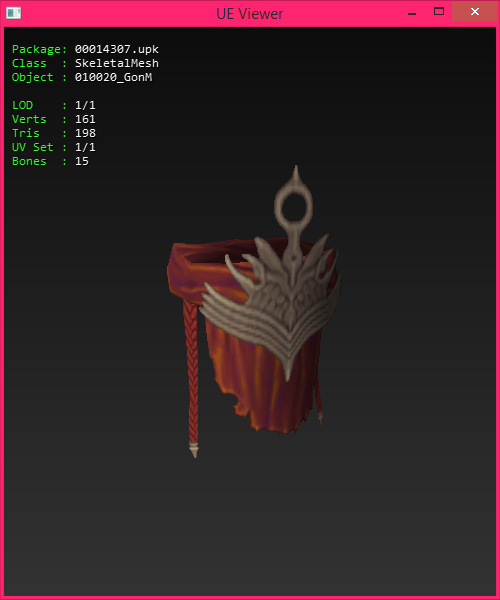 UE Viewer
Package: 00014307.upk
Class : SkeletalMesh
Object : 010020_GonM
LOD : 1/1
Verts : 161
Tris : 198
UV Set : 1/1
Bones : 15